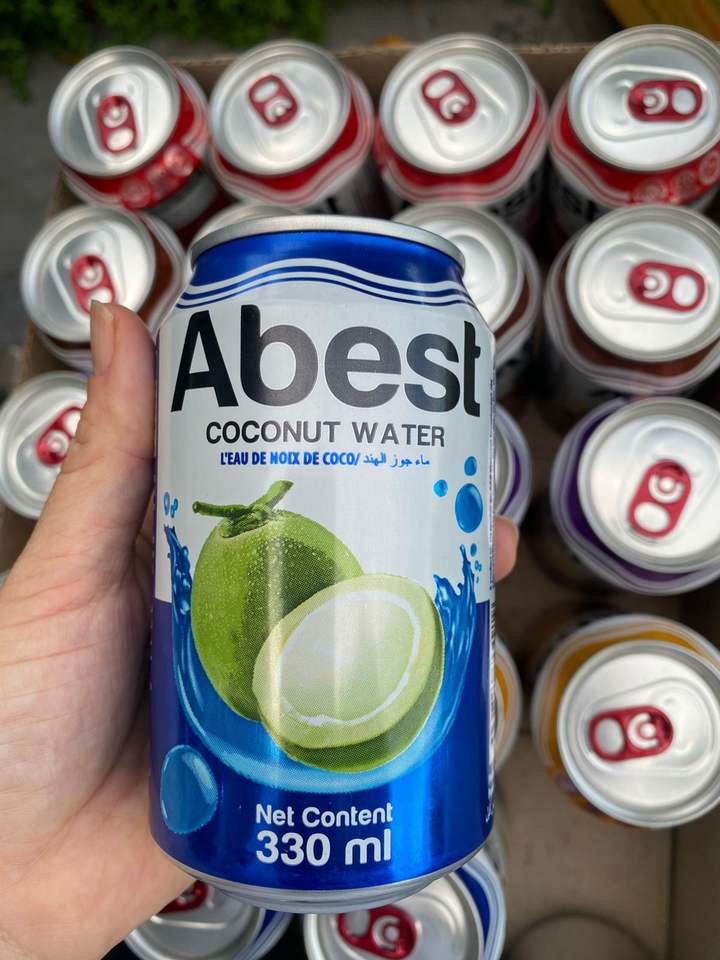 Abest
COCONUT WATER
L'EAU DE NOIX DE COCO/ ماء جوز الهند
Net Content
330 ml